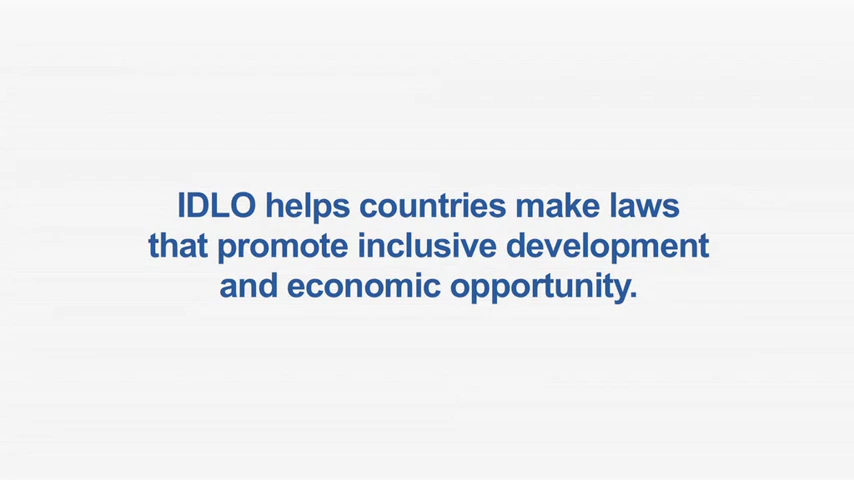 IDLO helps countries make laws
that promote inclusive development
and economic opportunity.